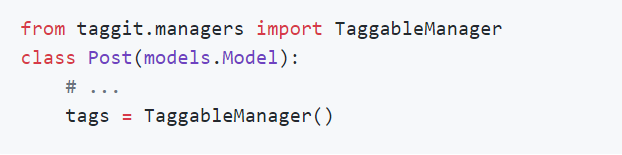 from taggit.managers import TaggableManager
class Post(models.Model):
    # ...
    tags = TaggableManager()